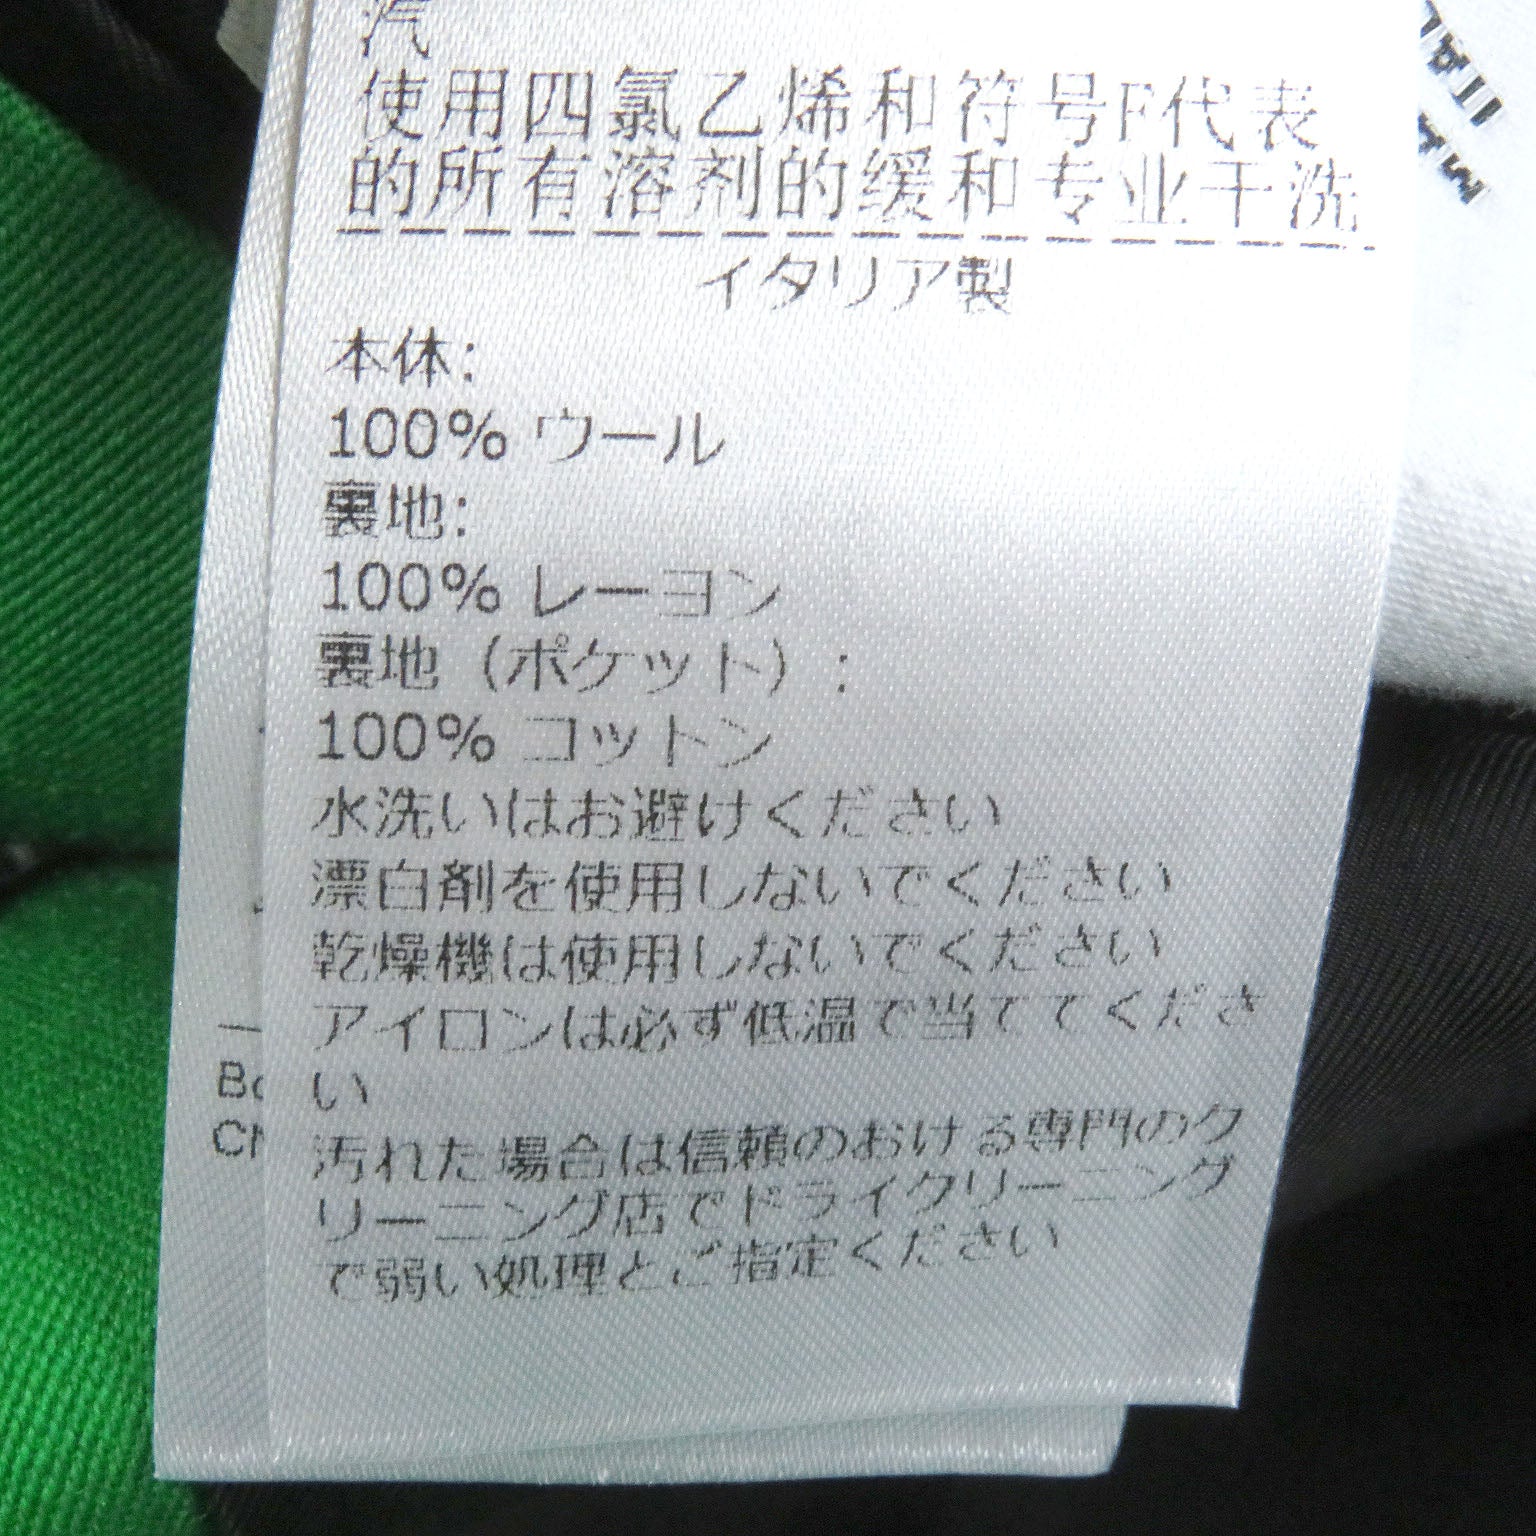 汽
使用四氯乙烯和符号F代表
的所有溶剂的缓和专业干洗
イタリア製
本体:
100% ウール
裏地:
100% レーヨン
裏地 (ポケット) :
100% コットン
水洗いはお避けください
漂白剤を使用しないでください
乾燥機は使用しないでください
アイロンは必ず低温で当ててくださ
い
汚れた場合は信頼のおける専門のク
リーニング店でドライクリーニング
で弱い処理とご指定ください